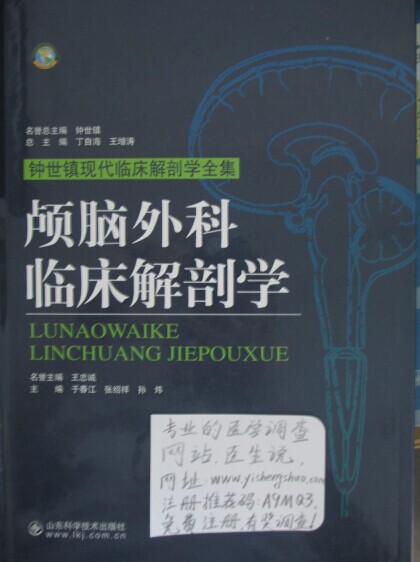 名誉总主编 钟世镇
总主编 丁自海 王增涛
钟世镇现代临床解剖学全集
颅脑外科
临床解剖学
LUNAOWAIKE
LINCHUANG JIEPOUXUE
名誉主编 王忠诚
主编 于春江 张绍祥 孙炜
专业的医学调查
网站.医生说,
网址:www.yishengshuo.com
注册推荐码:A9MQ3,
免费注册,有奖调查!
山东科学技术出版社
www.lkj.com.cn